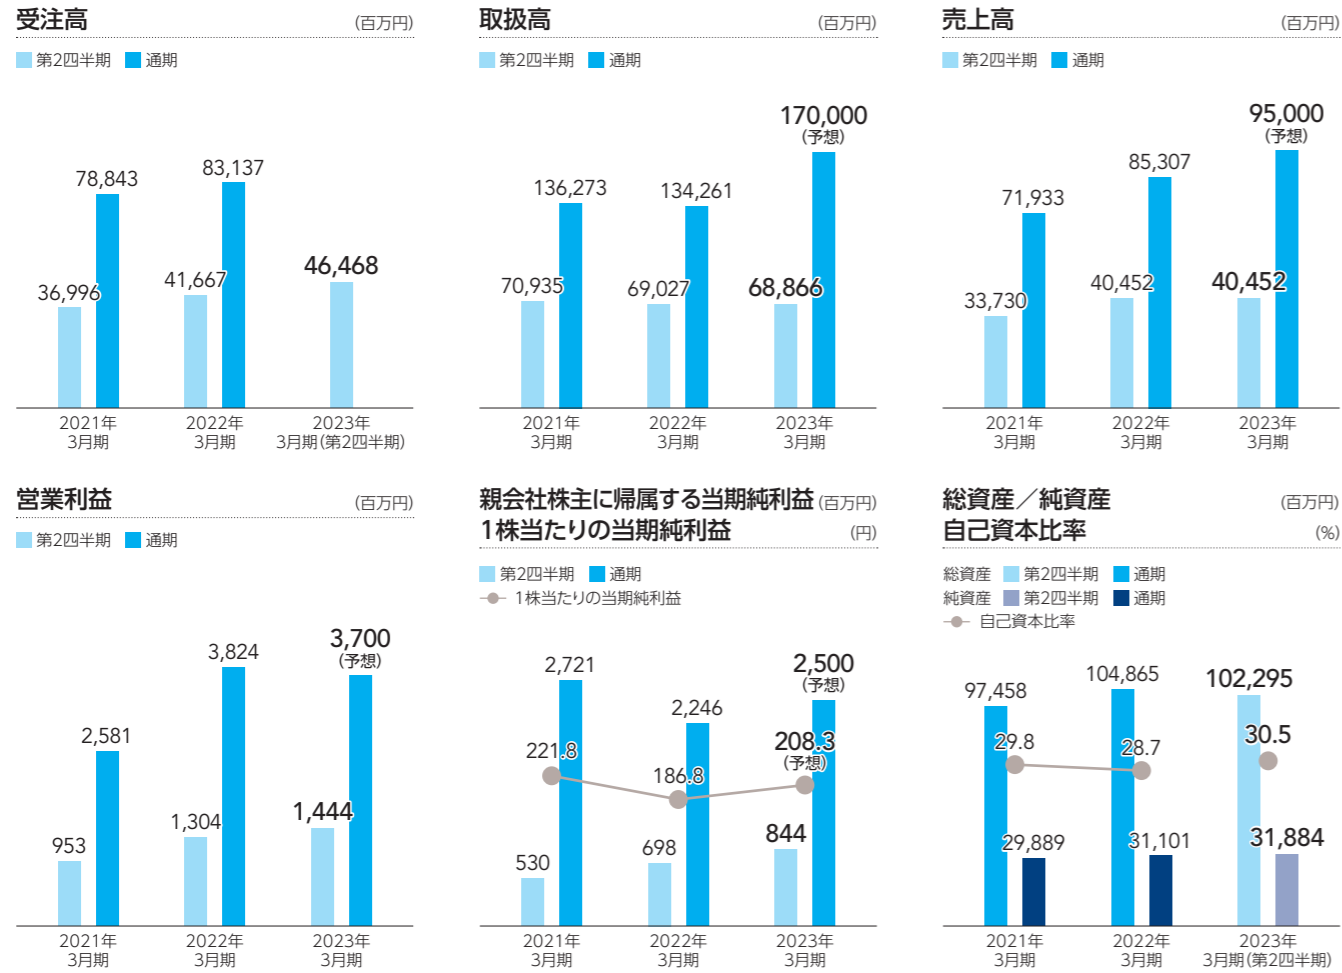 受注高 (百万円)
第2四半期 通期
78,843
83,137
36,996
41,667
46,468
2021年
3月期
2022年
3月期
2023年
3月期(第2四半期)
取扱高 (百万円)
第2四半期 通期
170,000
(予想)
136,273
134,261
70,935
69,027
68,866
2021年
3月期
2022年
3月期
2023年
3月期
売上高 (百万円)
第2四半期 通期
95,000
(予想)
85,307
71,933
33,730
40,452
40,452
2021年
3月期
2022年
3月期
2023年
3月期
営業利益 (百万円)
第2四半期 通期
3,824
3,700
(予想)
2,581
953
1,304
1,444
2021年
3月期
2022年
3月期
2023年
3月期
親会社株主に帰属する当期純利益 (百万円)
1株当たりの当期純利益 (円)
第2四半期 通期
1株当たりの当期純利益
2,721
2,246
2,500
(予想)
221.8
186.8
208.3
(予想)
530
698
844
2021年
3月期
2022年
3月期
2023年
3月期
総資産／純資産 (百万円)
自己資本比率 (%)
総資産 第2四半期 通期
純資産 第2四半期 通期
自己資本比率
97,458
104,865
102,295
29.8
28.7
30.5
29,889
31,101
31,884
2021年
3月期
2022年
3月期
2023年
3月期(第2四半期)